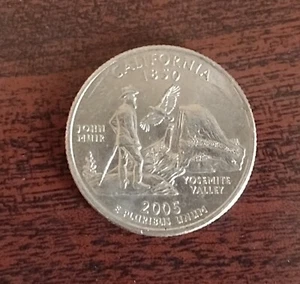 CALIFORNIA
1850
JOHN
MUIR
YOSEMITE
VALLEY
2005
E PLURIBUS UNUM